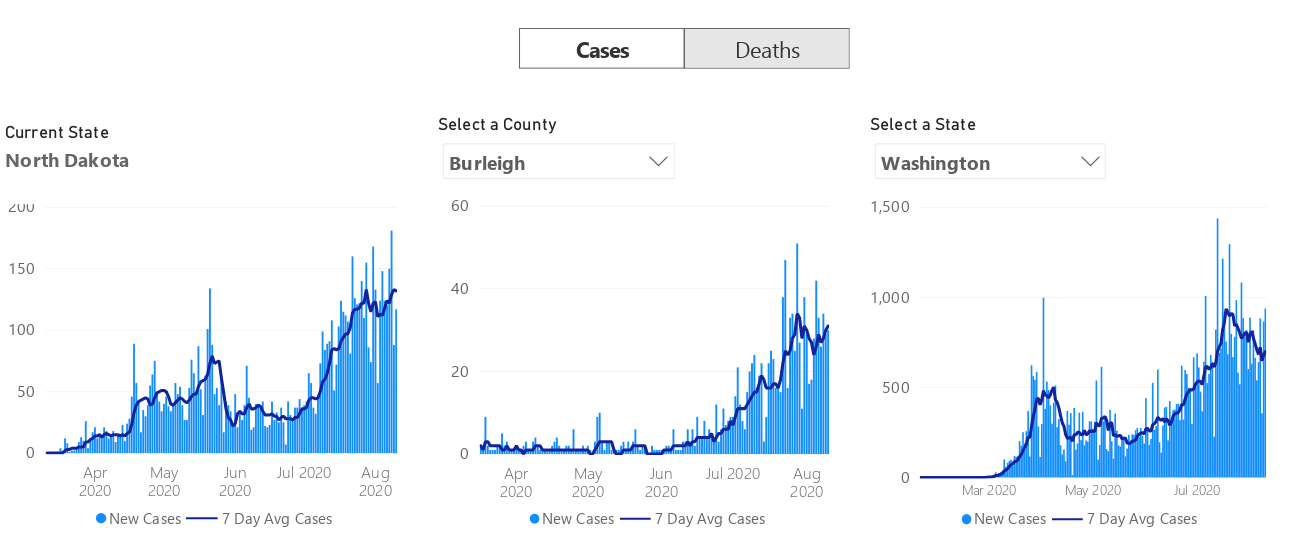 Cases Deaths
Current State
North Dakota
200
150
100
50
0
Apr 2020
May 2020
Jun 2020
Jul 2020
Aug 2020
New Cases 7 Day Avg Cases
Select a County
Burleigh
60
40
20
0
Apr 2020
May 2020
Jun 2020
Jul 2020
Aug 2020
New Cases 7 Day Avg Cases
Select a State
Washington
1,500
1,000
500
0
Mar 2020 May 2020 Jul 2020
New Cases 7 Day Avg Cases